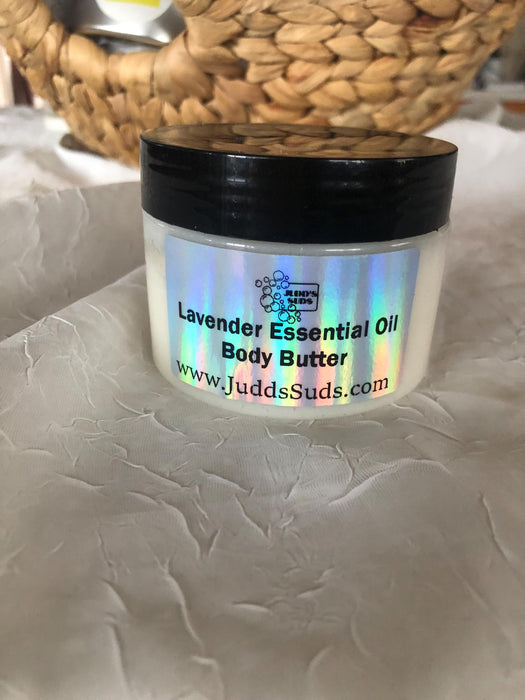 JUDD'S
SUDS
Lavender Essential Oil
Body Butter
www.JuddsSuds.com